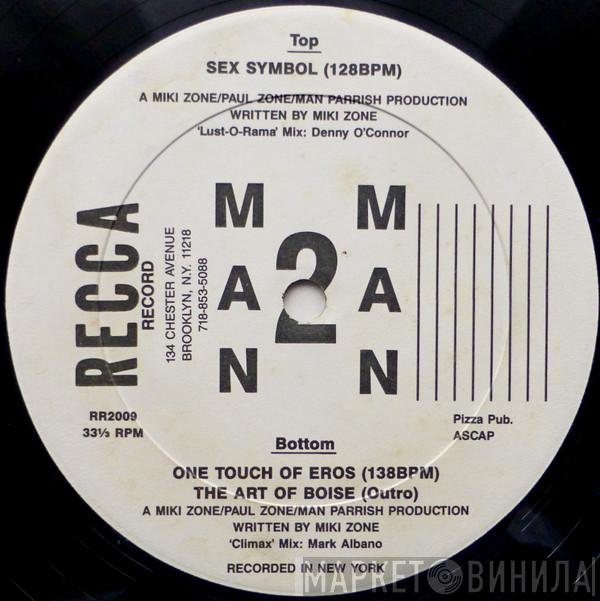 Top
SEX SYMBOL (128BPM)
A MIKI ZONE/PAUL ZONE/MAN PARRISH PRODUCTION
WRITTEN BY MIKI ZONE
'Lust-O-Rama' Mix: Denny O'Connor
RECCA
RECORD
134 CHESTER AVENUE
BROOKLYN, N.Y. 11218
718-853-5088
MAN
2
MAN
RR2009
33⅓ RPM
Pizza Pub.
ASCAP
Bottom
ONE TOUCH OF EROS (138BPM)
THE ART OF BOISE (Outro)
A MIKI ZONE/PAUL ZONE/MAN PARRISH PRODUCTION
WRITTEN BY MIKI ZONE
'Climax' Mix: Mark Albano
RECORDED IN NEW YORK
МАРКЕТ ВИНИЛА